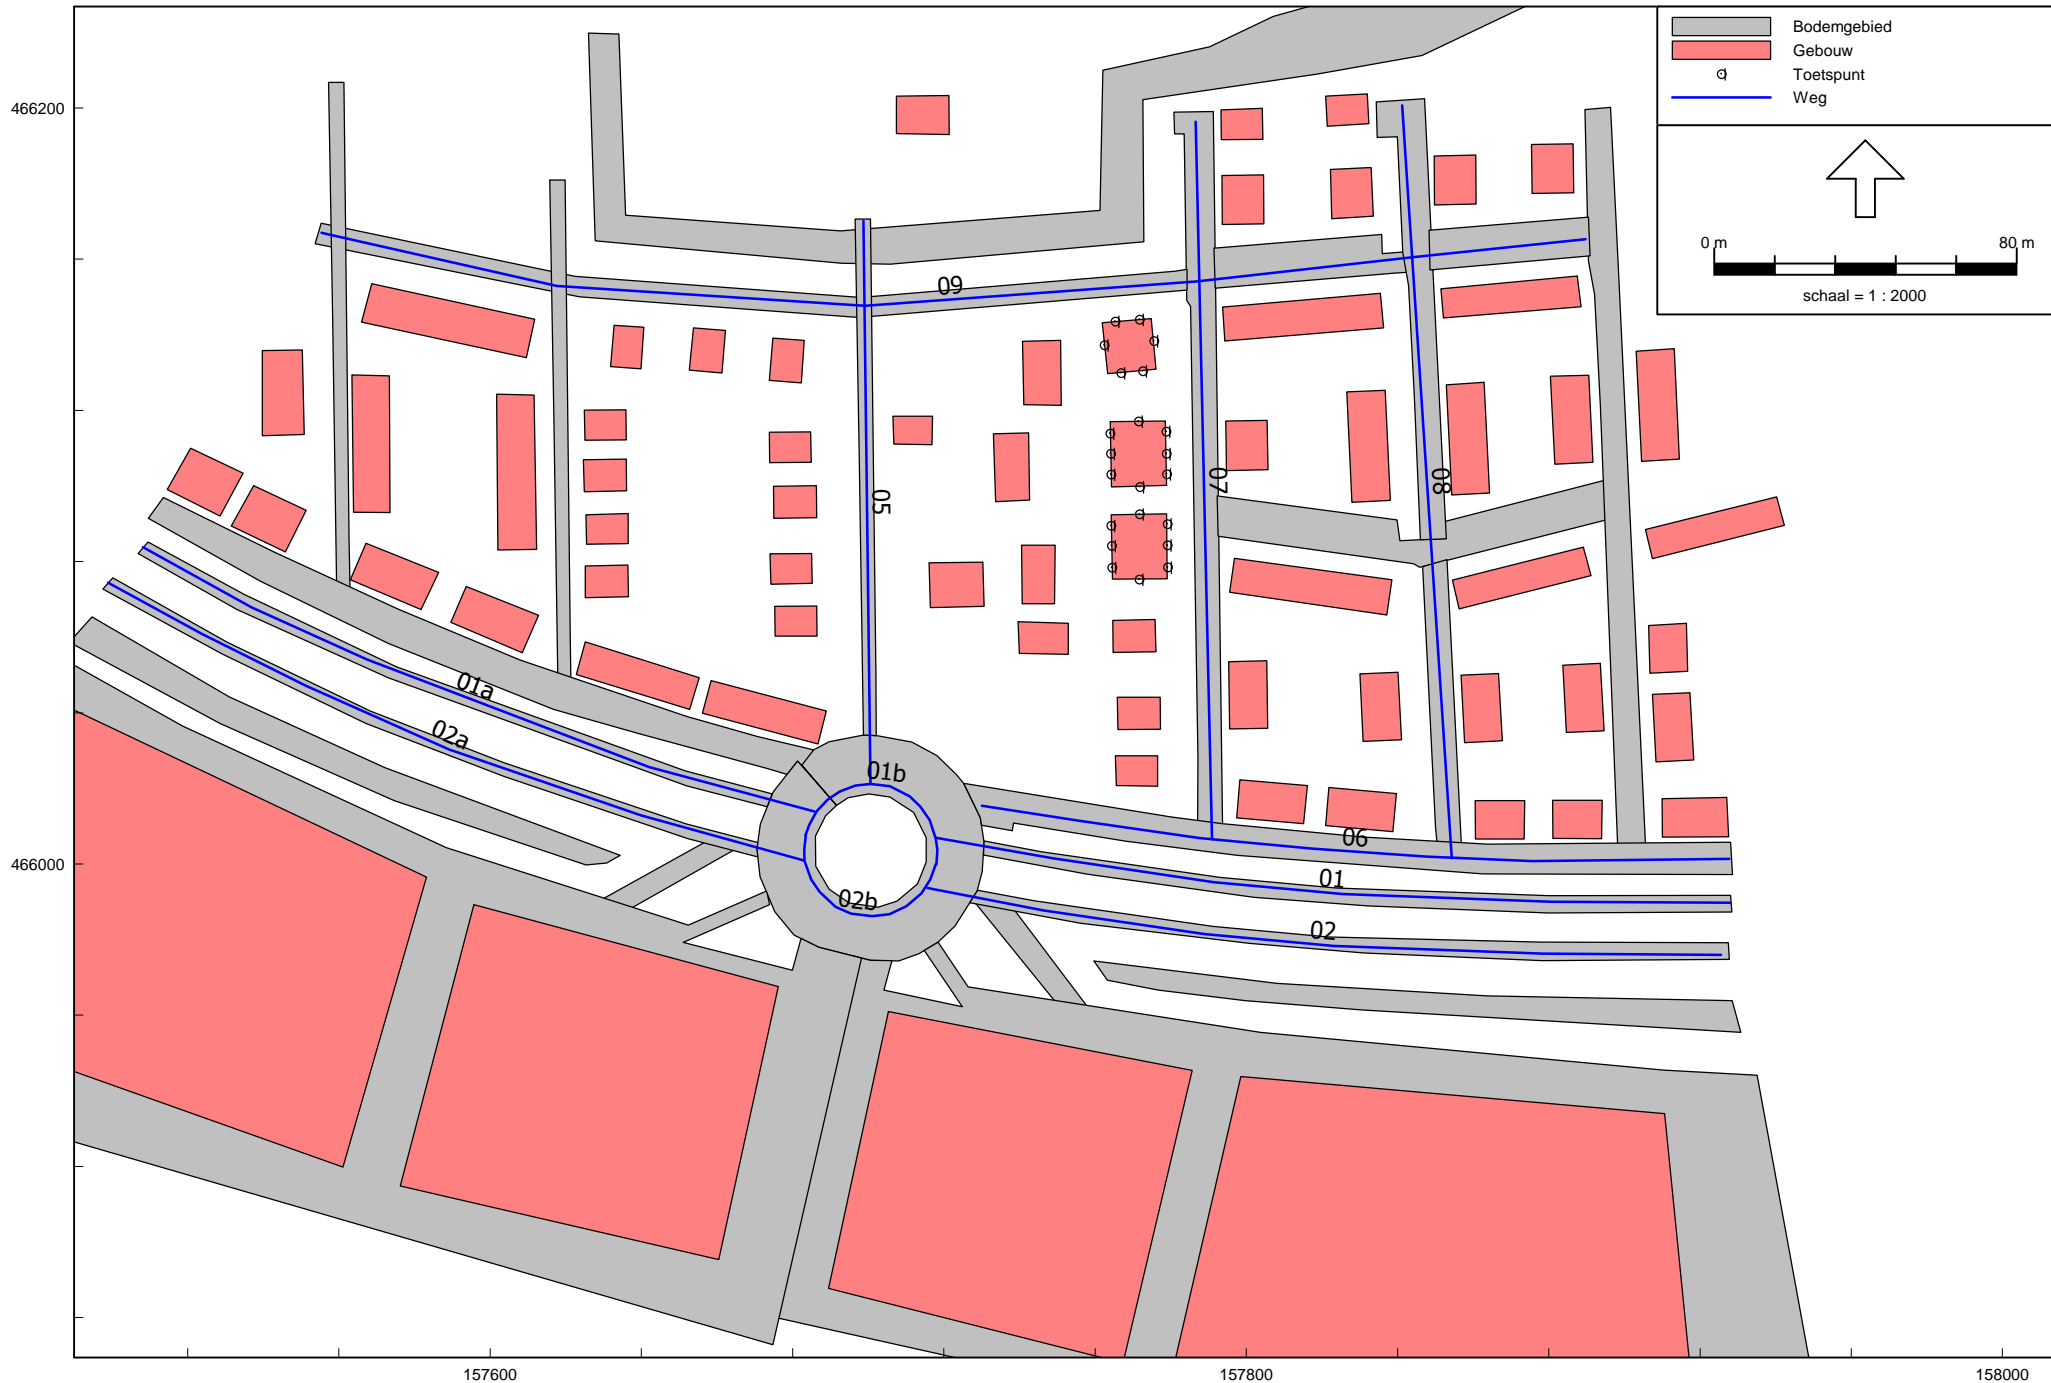 Bodemgebied
Gebouw
Toetspunt
Weg
0 m 80 m
schaal = 1 : 2000
466200
466000
157600 157800 158000
09
05
07
08
01a
02a
01b
02b
06
01
02